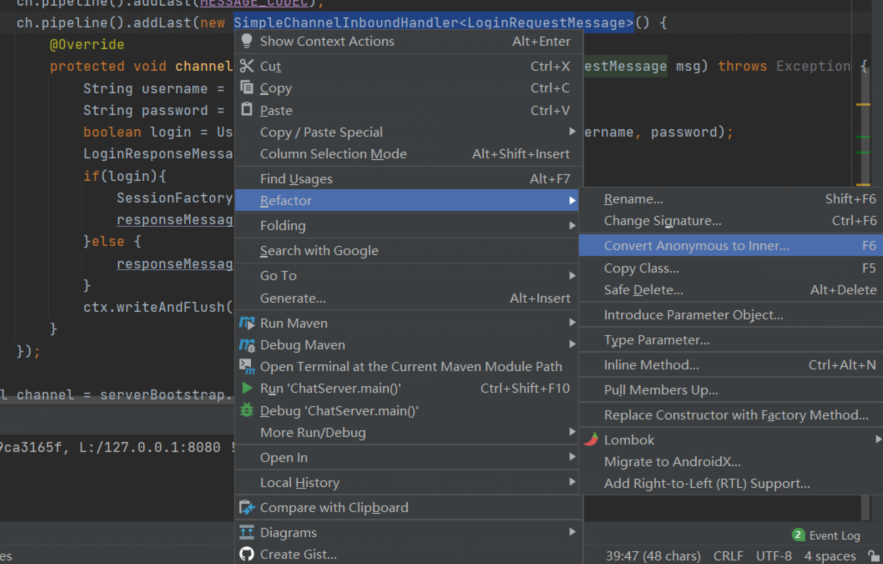 ch.pipeline().addLast(MESSAGE_CODEC);
ch.pipeline().addLast(new SimpleChannelInboundHandler<LoginRequestMessage>() {
@Override
protected void channel
estMessage msg) throws Exception {
String username =
String password =
boolean login = Us
ername, password);
LoginResponseMessa
if(login){
SessionFactory
responseMessag
}else {
responseMessag
}
ctx.writeAndFlush(
}
});
l channel = serverBootstrap.
9ca3165f, L:/127.0.0.1:8080 !
Show Context Actions Alt+Enter
Cut Ctrl+X
Copy Ctrl+C
Paste Ctrl+V
Copy / Paste Special
Column Selection Mode Alt+Shift+Insert
Find Usages Alt+F7
Refactor
Folding
Search with Google
Go To
Generate... Alt+Insert
Run Maven
Debug Maven
Open Terminal at the Current Maven Module Path
Run 'ChatServer.main()' Ctrl+Shift+F10
Debug 'ChatServer.main()'
More Run/Debug
Open In
Local History
Compare with Clipboard
Diagrams
Create Gist...
Rename... Shift+F6
Change Signature... Ctrl+F6
Convert Anonymous to Inner... F6
Copy Class... F5
Safe Delete... Alt+Delete
Introduce Parameter Object...
Type Parameter...
Inline Method... Ctrl+Alt+N
Pull Members Up...
Replace Constructor with Factory Method...
Lombok
Migrate to AndroidX...
Add Right-to-Left (RTL) Support...
2 Event Log
es
39:47 (48 chars) CRLF UTF-8 4 spaces